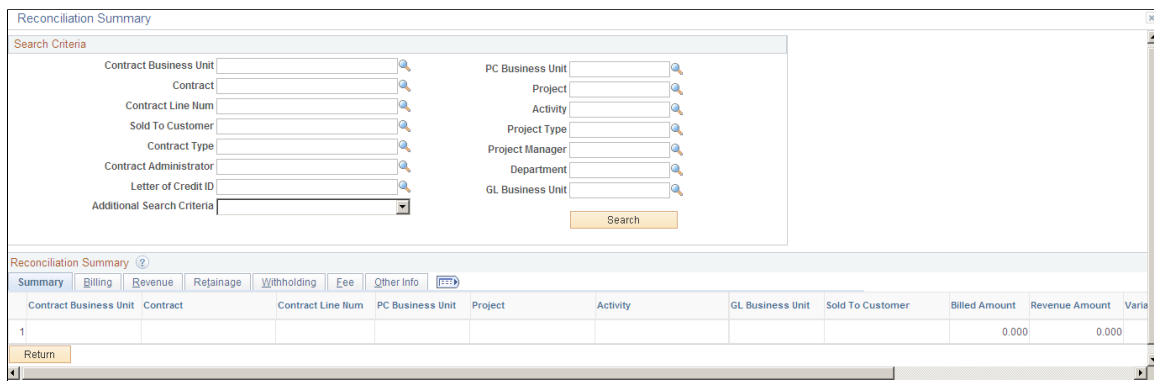 Reconciliation Summary
Search Criteria
Contract Business Unit
Contract
Contract Line Num
Sold To Customer
Contract Type
Contract Administrator
Letter of Credit ID
Additional Search Criteria
PC Business Unit
Project
Activity
Project Type
Project Manager
Department
GL Business Unit
Search
Reconciliation Summary ?
Summary Billing Revenue Retainage Withholding Fee Other Info
Contract Business Unit Contract Contract Line Num PC Business Unit Project Activity GL Business Unit Sold To Customer Billed Amount Revenue Amount Varia
1 0.000 0.000
Return